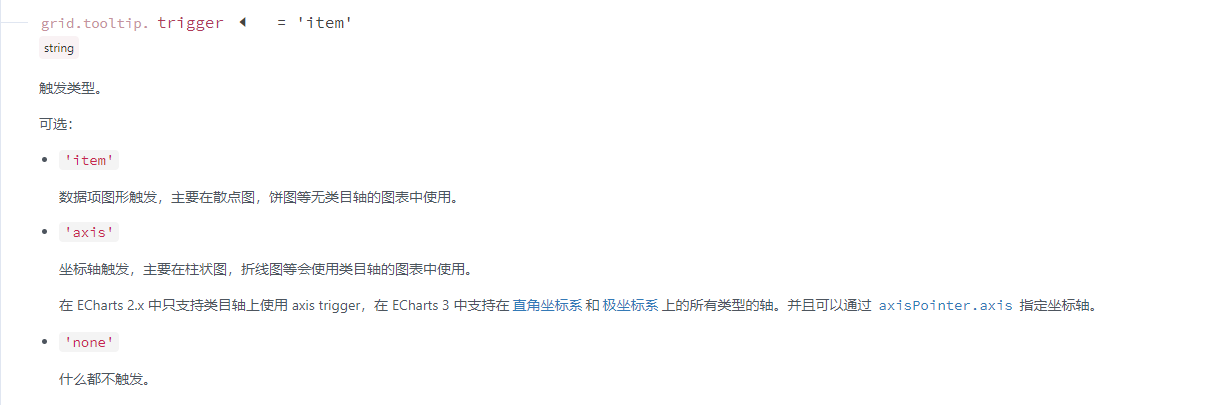 grid.tooltip. trigger = 'item'
string
触发类型。
可选：
'item'
数据项图形触发，主要在散点图，饼图等无类目轴的图表中使用。
'axis'
坐标轴触发，主要在柱状图，折线图等会使用类目轴的图表中使用。
在 ECharts 2.x 中只支持类目轴上使用 axis trigger，在 ECharts 3 中支持在 直角坐标系 和 极坐标系 上的所有类型的轴。并且可以通过 axisPointer.axis 指定坐标轴。
'none'
什么都不触发。